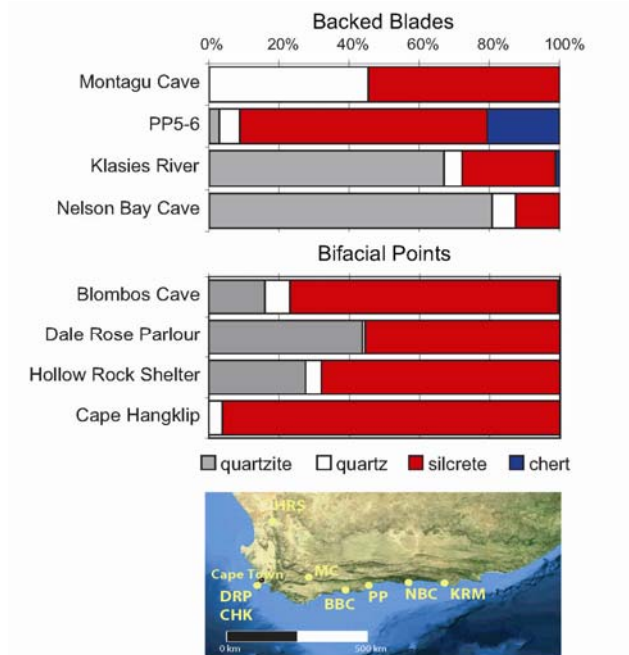 Backed Blades
0% 20% 40% 60% 80% 100%
Montagu Cave
PP5-6
Klasies River
Nelson Bay Cave
Bifacial Points
Blombos Cave
Dale Rose Parlour
Hollow Rock Shelter
Cape Hangklip
quartzite quartz silcrete chert
HRS
Cape Town MC
DRP BBC PP NBC KRM
CHK
0 km 500 km